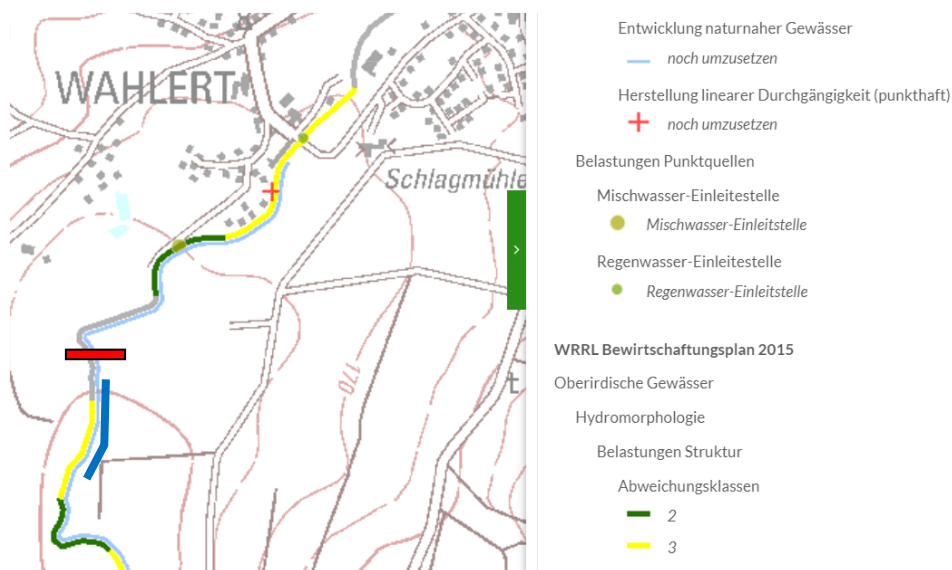 WAHLERT
Schlagmühle
170
t
Entwicklung naturnaher Gewässer
noch umzusetzen
Herstellung linearer Durchgängigkeit (punkthaft)
noch umzusetzen
Belastungen Punktquellen
Mischwasser-Einleitestelle
Mischwasser-Einleitstelle
Regenwasser-Einleitestelle
Regenwasser-Einleitstelle
WRRL Bewirtschaftungsplan 2015
Oberirdische Gewässer
Hydromorphologie
Belastungen Struktur
Abweichungsklassen
2
3